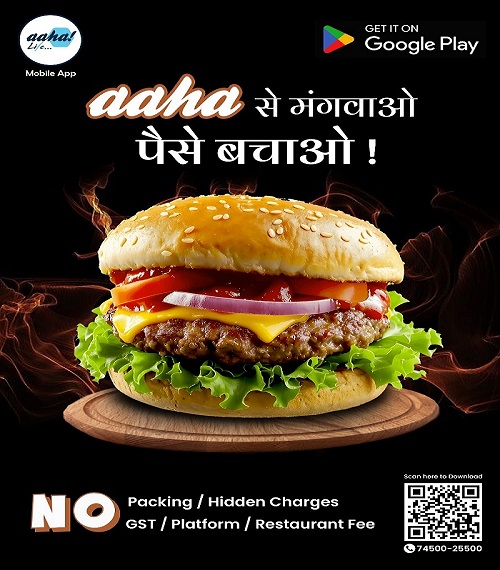 aaha!
Life...
Mobile App
GET IT ON
Google Play
aaha से मंगवाओ
पैसे बचाओ !
NO
Packing / Hidden Charges
GST / Platform / Restaurant Fee
Scan here to Download
74500-25500